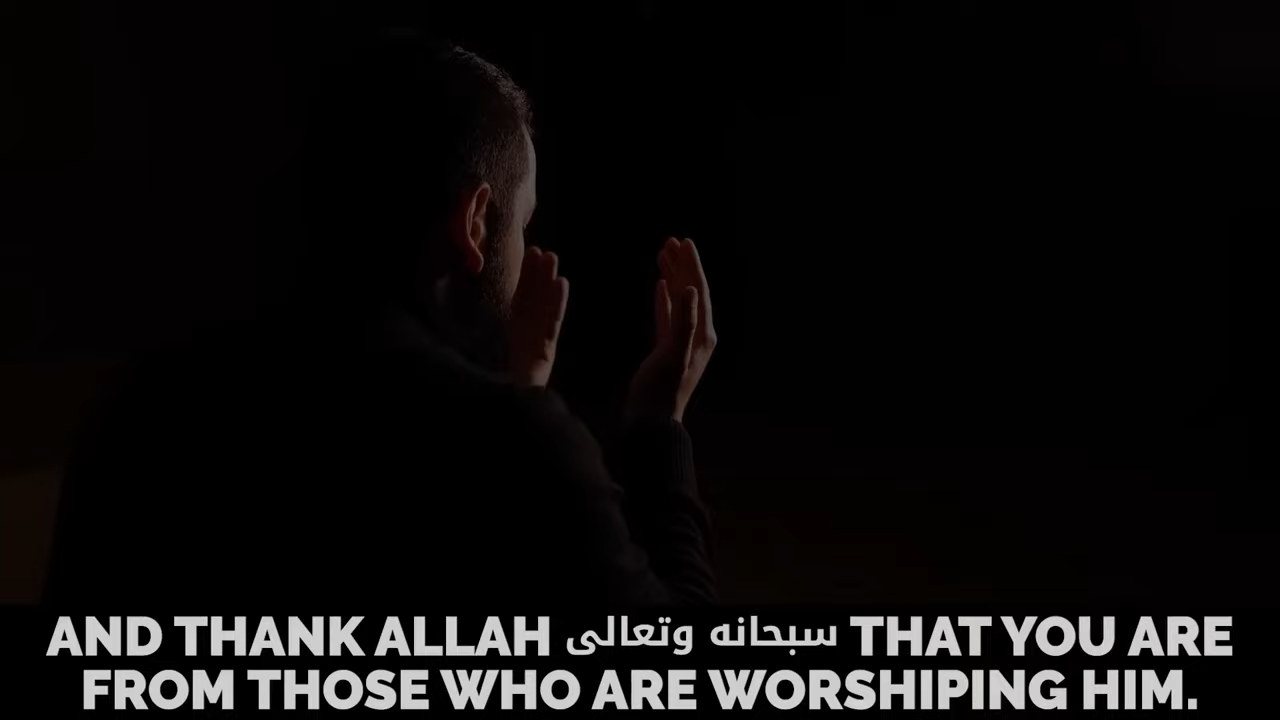 AND THANK ALLAH سبحانه وتعالى THAT YOU ARE
FROM THOSE WHO ARE WORSHIPING HIM.